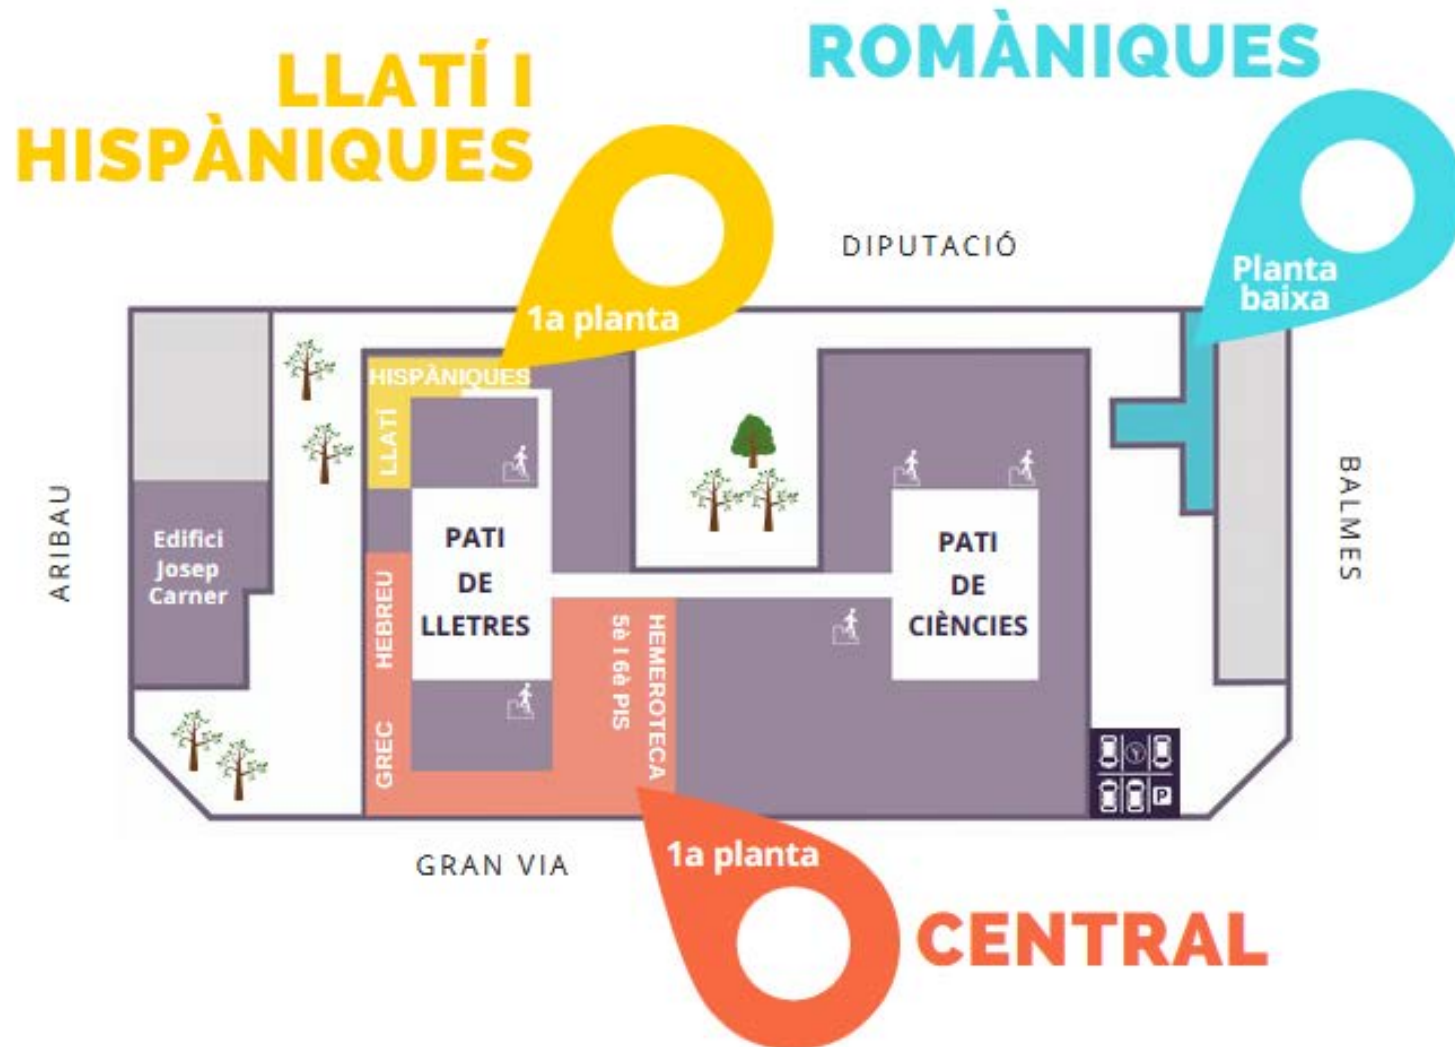 LLATÍ I
HISPÀNIQUES
ROMÀNIQUES
DIPUTACIÓ
Planta
baixa
1a planta
HISPÀNIQUES
LLATÍ
ARIBAU
Edifici
Josep
Carner
PATI
DE
LLETRES
PATI
DE
CIÈNCIES
BALMES
HEBREU
GREC
HEMEROTECA
5è I 6è PIS
P
GRAN VIA
1a planta
CENTRAL